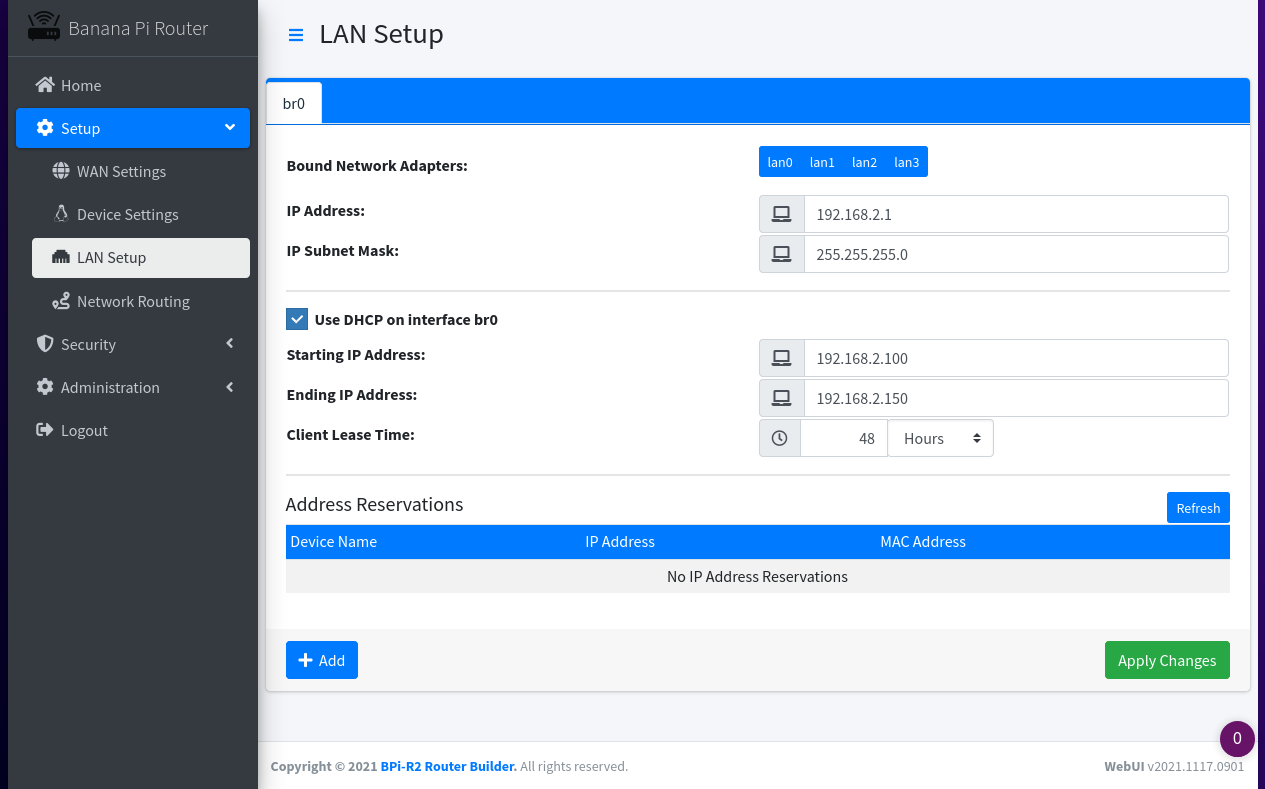 Banana Pi Router
LAN Setup
Home
Setup
WAN Settings
Device Settings
LAN Setup
Network Routing
Security
Administration
Logout
br0
Bound Network Adapters: lan0 lan1 lan2 lan3
IP Address: 192.168.2.1
IP Subnet Mask: 255.255.255.0
Use DHCP on interface br0
Starting IP Address: 192.168.2.100
Ending IP Address: 192.168.2.150
Client Lease Time: 48 Hours
Address Reservations Refresh
Device Name IP Address MAC Address
No IP Address Reservations
Add Apply Changes
0
Copyright © 2021 BPi-R2 Router Builder. All rights reserved. WebUI v2021.1117.0901